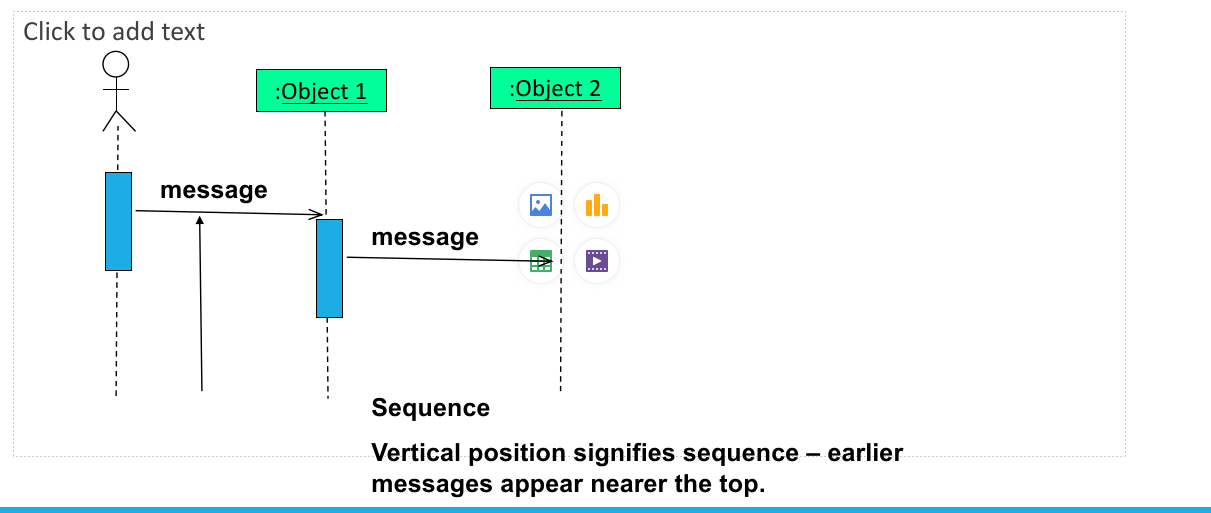 Click to add text
:Object 1
:Object 2
message
message
Sequence
Vertical position signifies sequence – earlier
messages appear nearer the top.